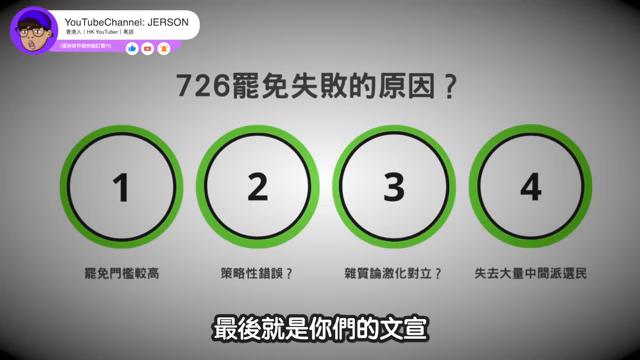 YouTubeChannel: JERSON
香港人 | HK YouTuber | 粵語
726罷免失敗的原因？
1
2
3
4
罷免門檻較高
策略性錯誤？
雜質論激化對立？
失去大量中間派選民
最後就是你們的文宣